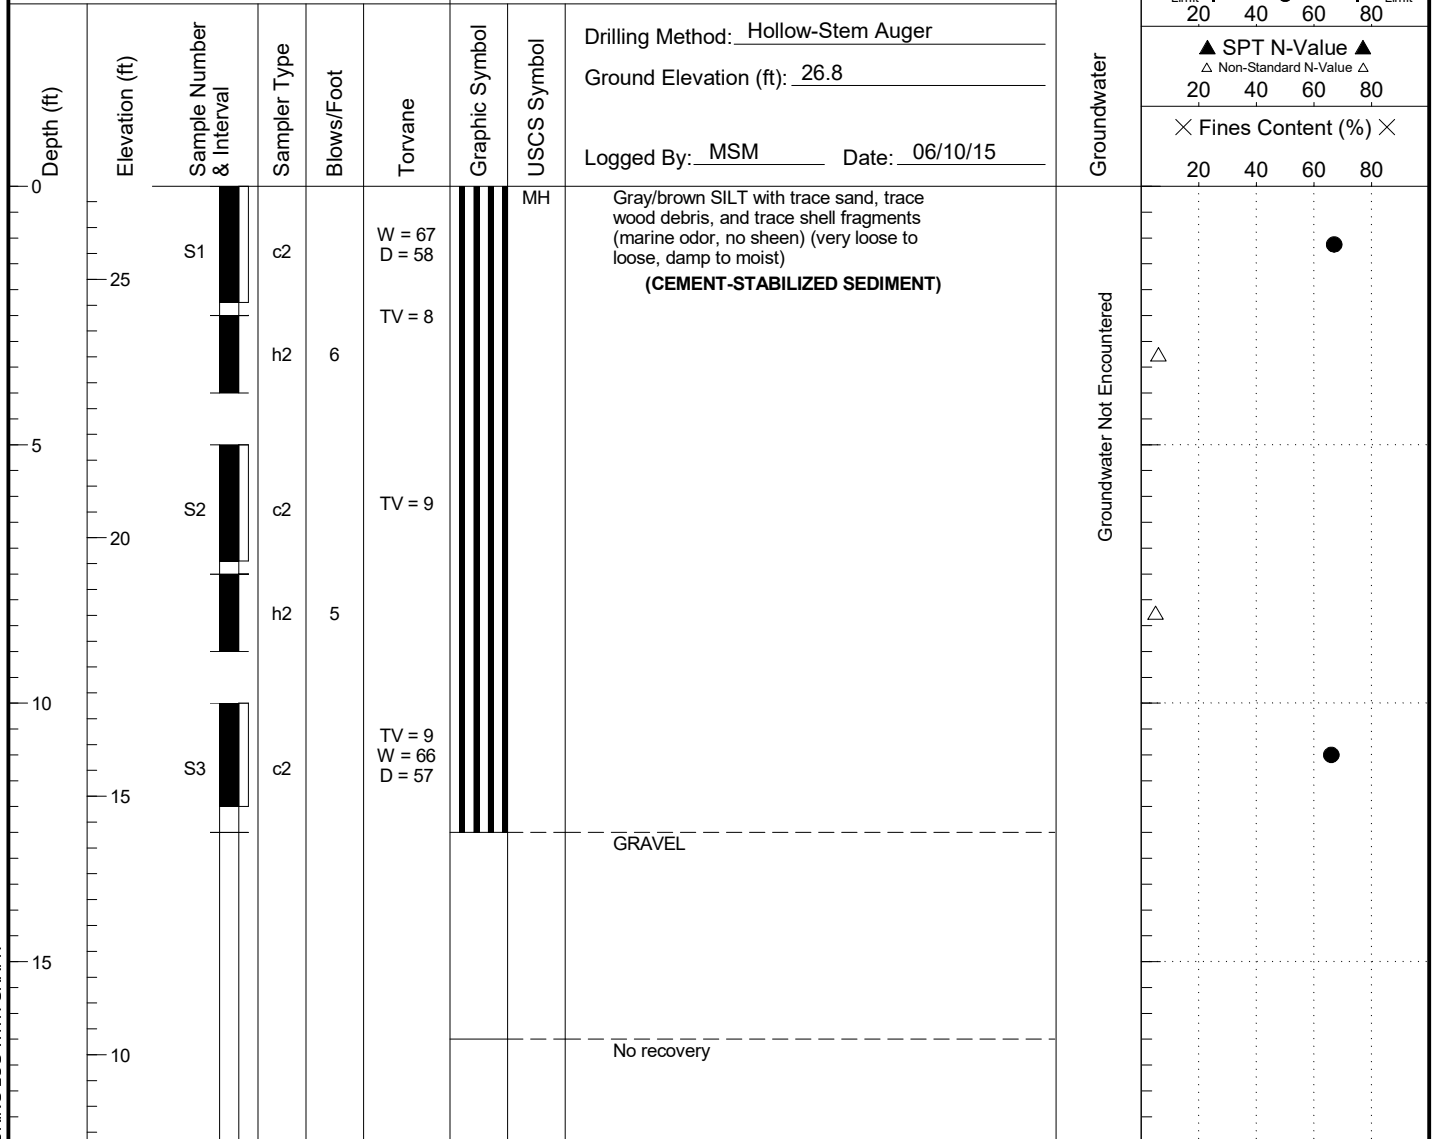 Limit
Limit
20 40 60 80
▲ SPT N-Value ▲
△ Non-Standard N-Value △
20 40 60 80
× Fines Content (%) ×
20 40 60 80
Depth (ft)
Elevation (ft)
Sample Number
& Interval
Sampler Type
Blows/Foot
Torvane
Graphic Symbol
USCS Symbol
Drilling Method: Hollow-Stem Auger
Ground Elevation (ft): 26.8
Logged By: MSM Date: 06/10/15
Groundwater
0
MH
Gray/brown SILT with trace sand, trace
wood debris, and trace shell fragments
(marine odor, no sheen) (very loose to
loose, damp to moist)
(CEMENT-STABILIZED SEDIMENT)
S1 c2
W = 67
D = 58
25
TV = 8
h2 6
Groundwater Not Encountered
5
S2 c2 TV = 9
20
h2 5
10
TV = 9
W = 66
D = 57
S3 c2
15
GRAVEL
15
No recovery
10